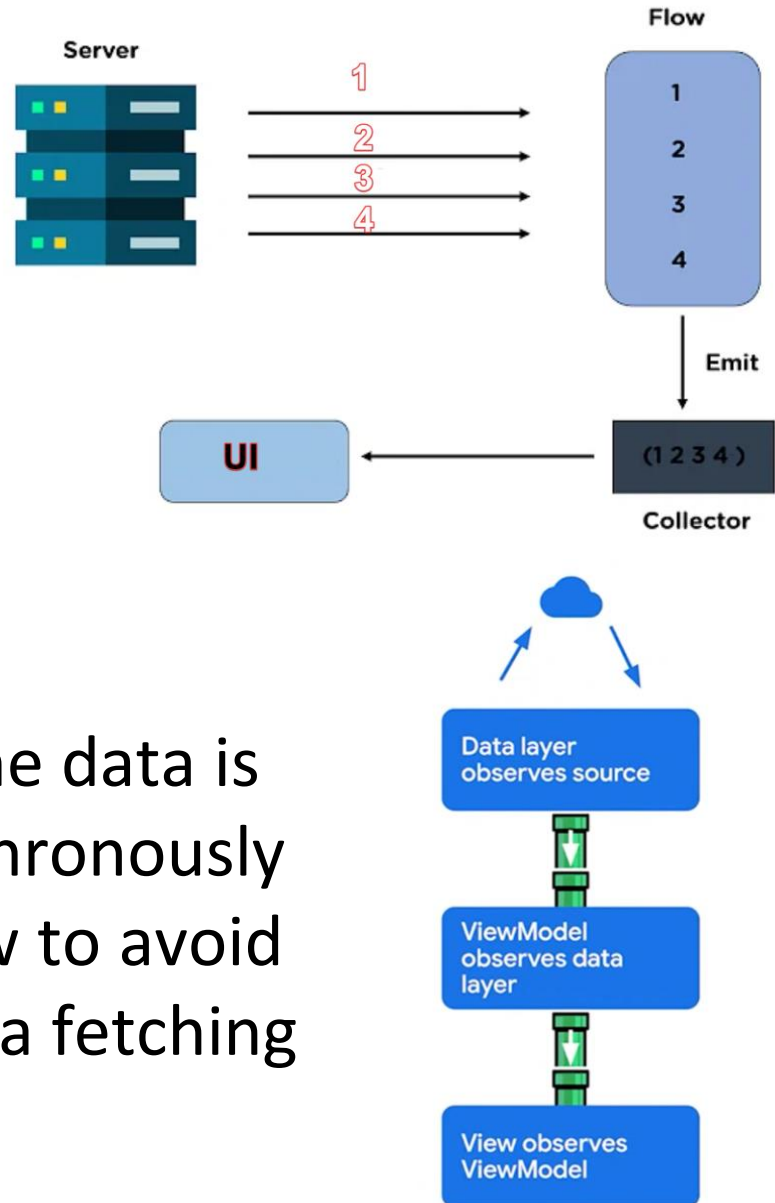 Flow
Server
1
2
3
4
1
2
3
4
Emit
UI
(1 2 3 4 )
Collector
ne data is
hronously
w to avoid
a fetching
Data layer
observes source
ViewModel
observes data
layer
View observes
ViewModel